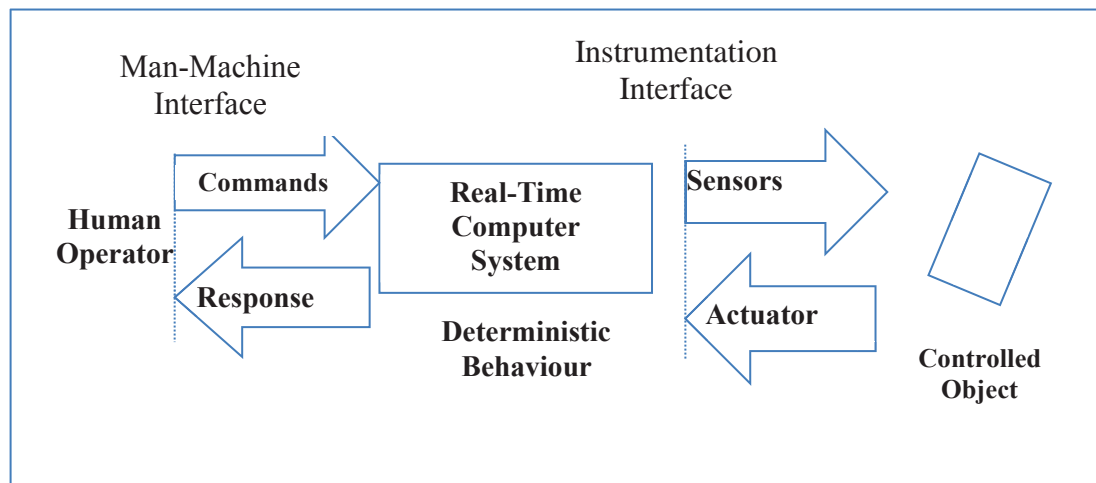 Man-Machine
Interface
Instrumentation
Interface
Commands
Human
Operator
Response
Real-Time
Computer
System
Deterministic
Behaviour
Sensors
Actuator
Controlled
Object